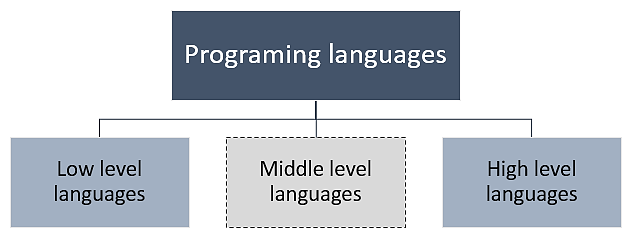 Programing languages
Low level
languages
Middle level
languages
High level
languages